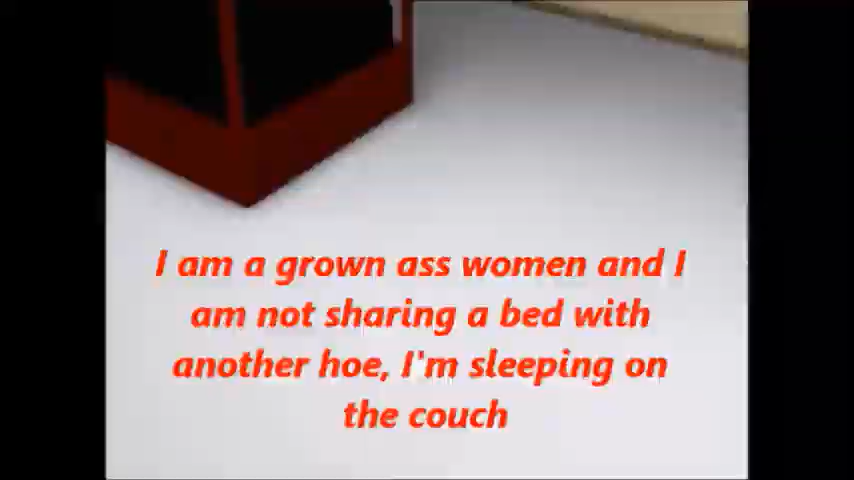 I am a grown ass women and I
am not sharing a bed with
another hoe, I'm sleeping on
the couch